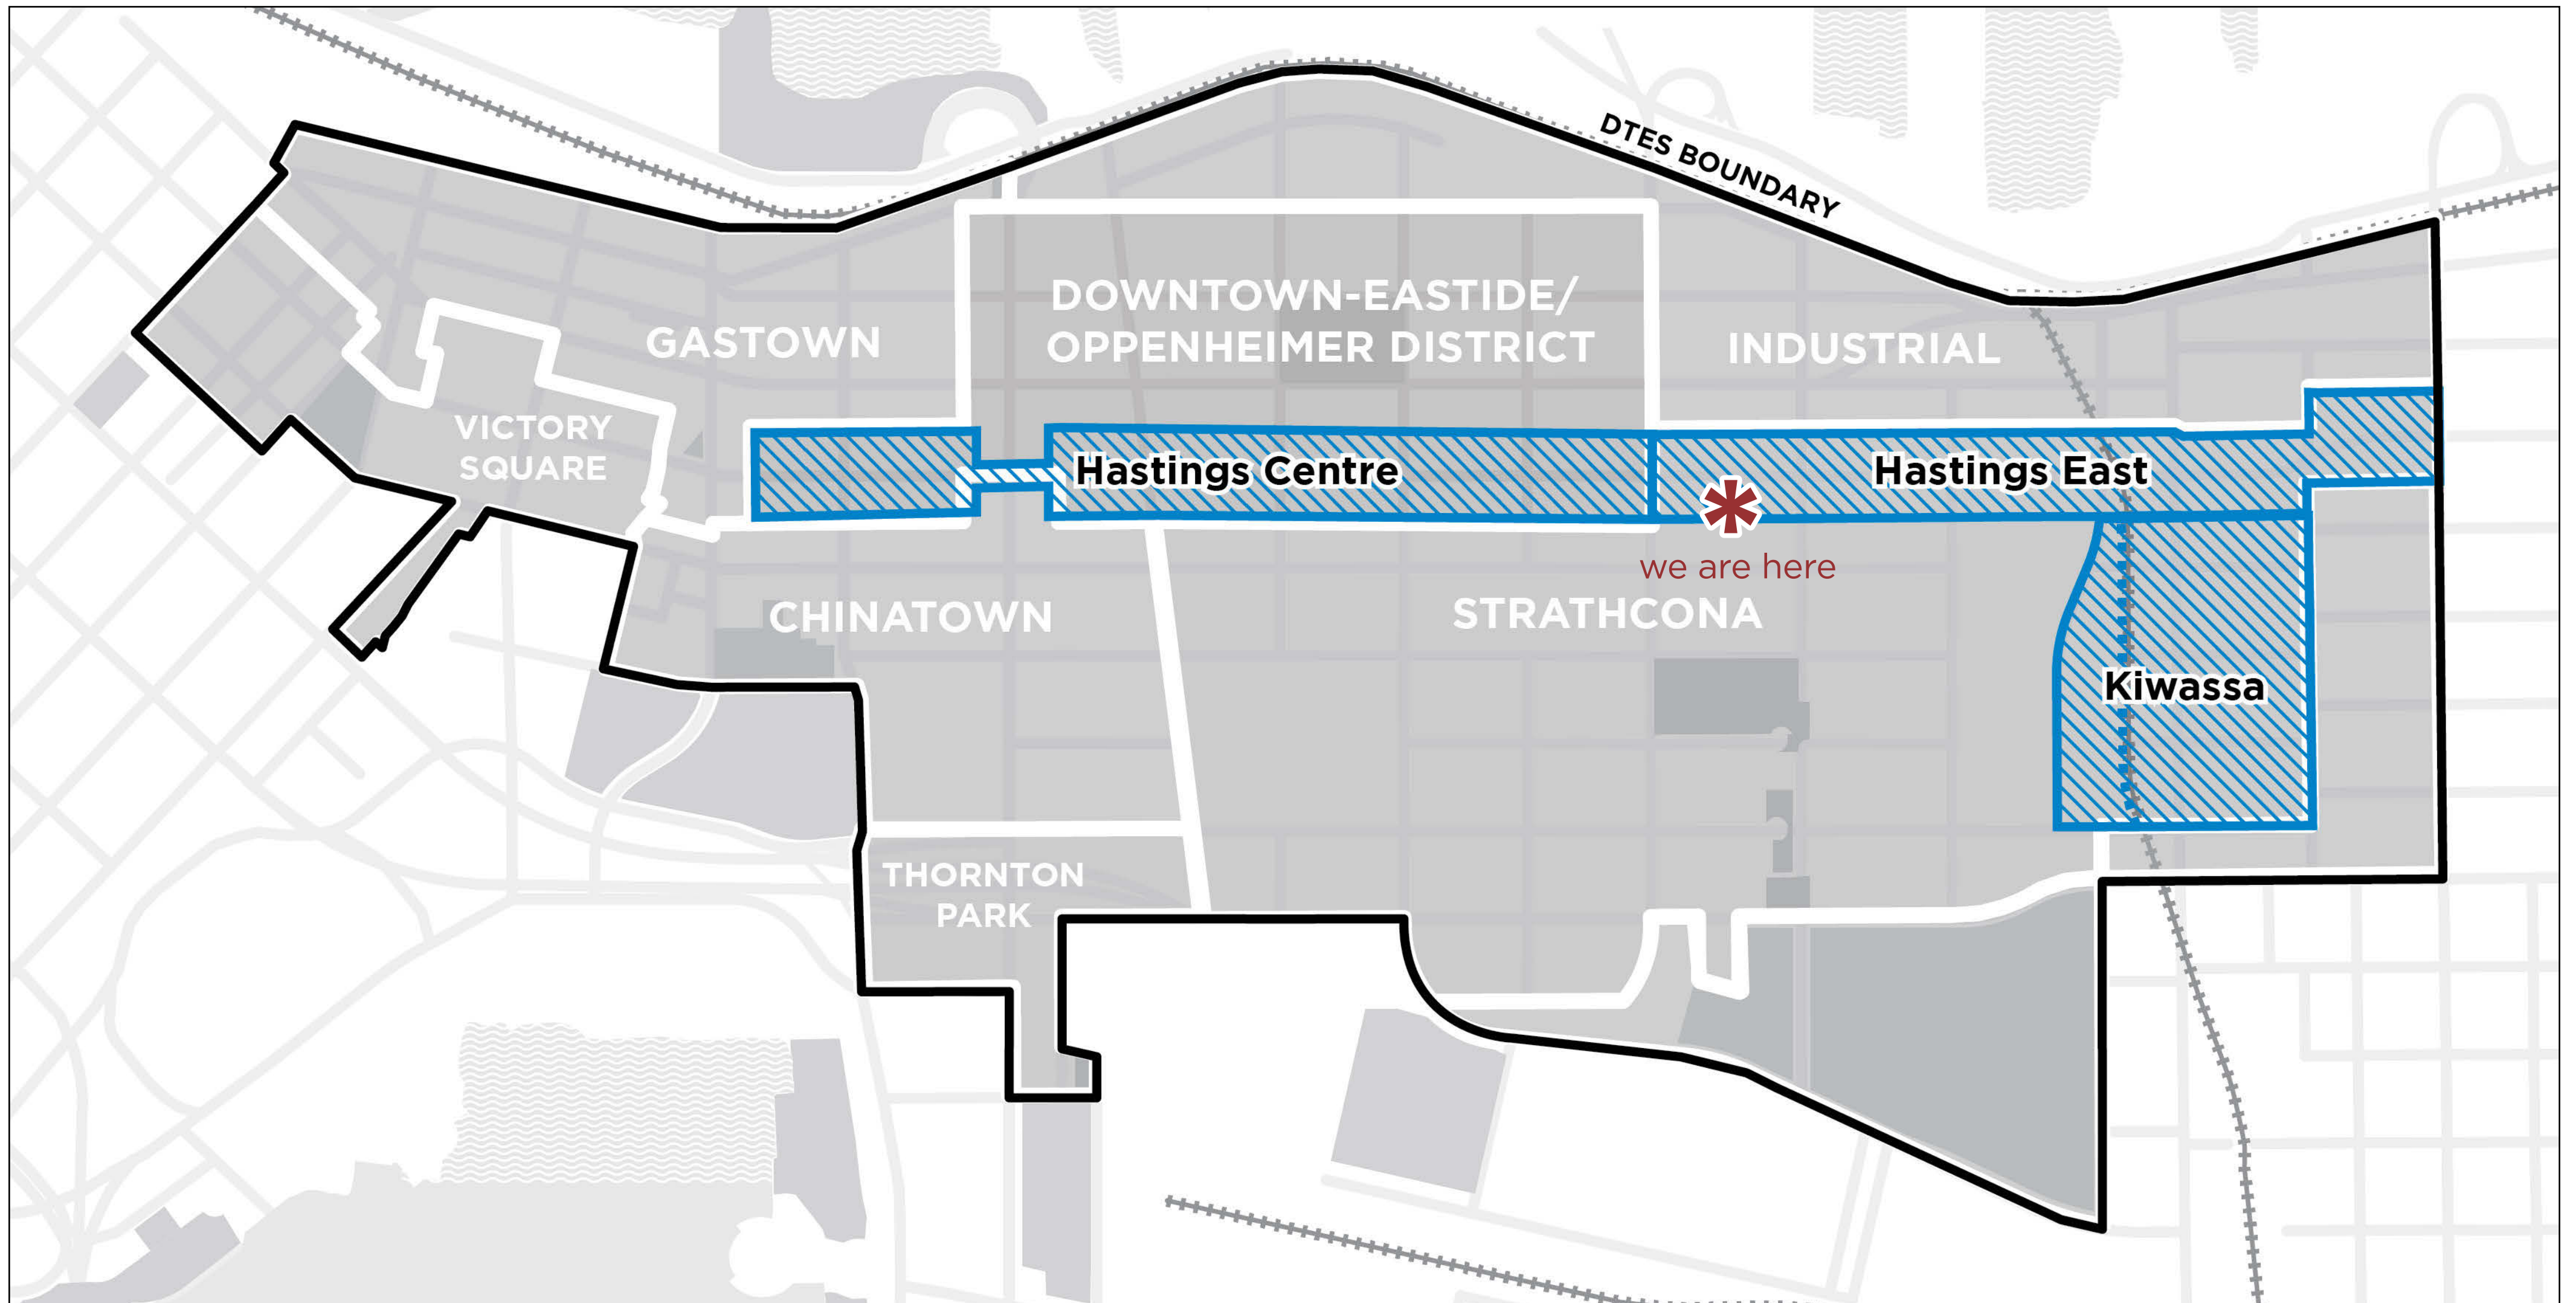 DTES BOUNDARY
DOWNTOWN-EASTIDE/
OPPENHEIMER DISTRICT
GASTOWN
INDUSTRIAL
VICTORY
SQUARE
Hastings Centre
Hastings East
*
we are here
CHINATOWN
STRATHCONA
Kiwassa
THORNTON
PARK